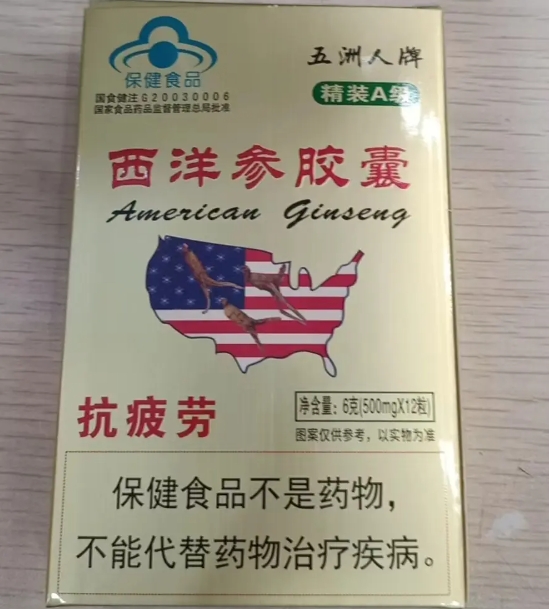 五洲人牌
保健食品
国食健注G20030006
国家食品药品监督管理总局批准
精装A级
西洋参胶囊
American Ginseng
抗疲劳
净含量：6克(500mgX12粒)
图案仅供参考，以实物为准
保健食品不是药物，
不能代替药物治疗疾病。